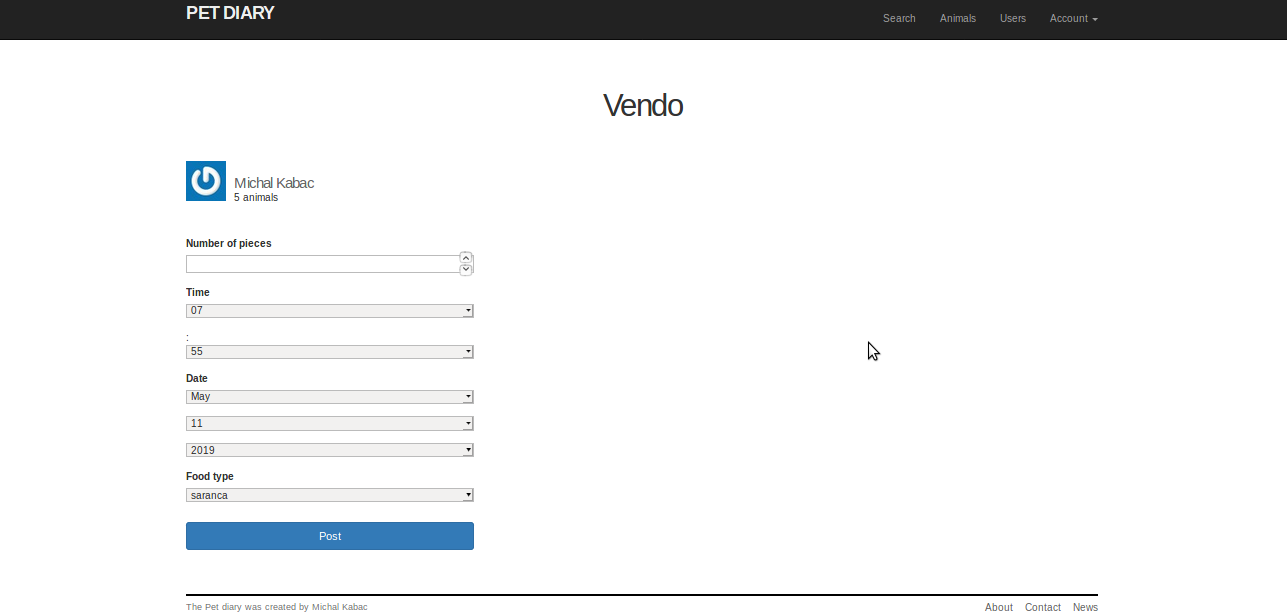 PET DIARY
Search Animals Users Account
Vendo
Michal Kabac
5 animals
Number of pieces
Time
07
:
55
Date
May
11
2019
Food type
saranca
Post
The Pet diary was created by Michal Kabac
About Contact News